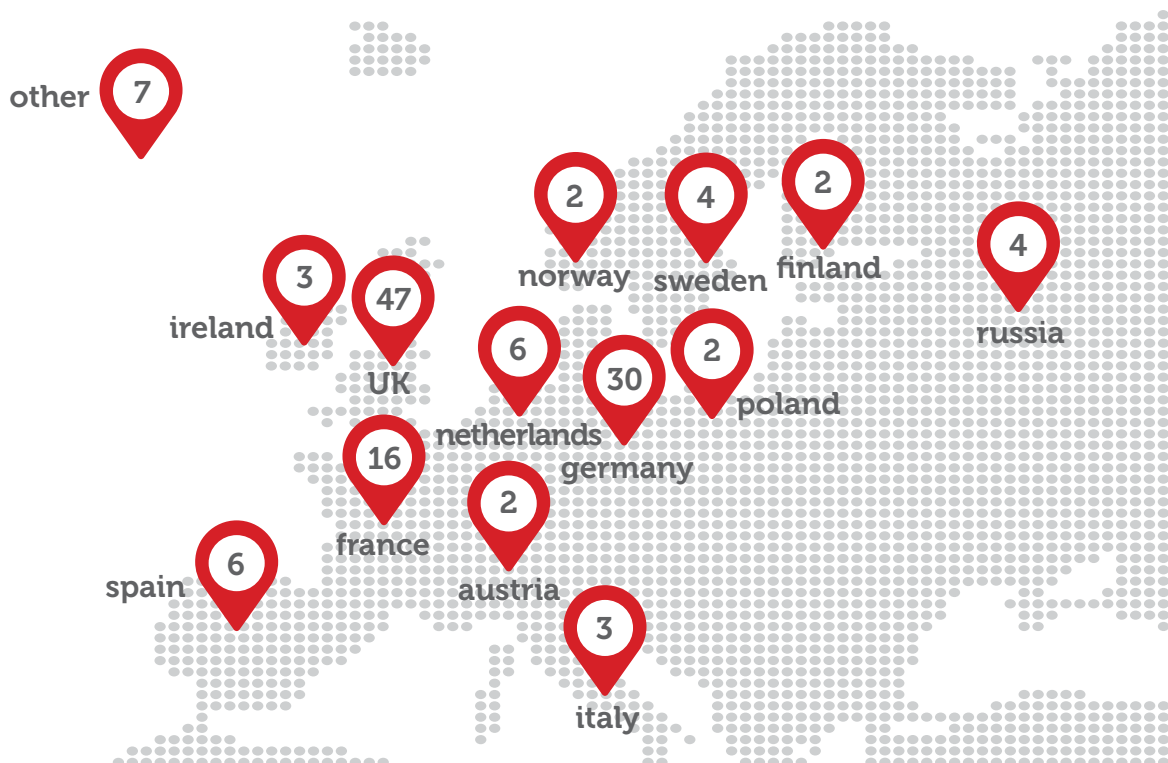 other
7
2
norway
4
sweden
2
finland
4
russia
3
ireland
47
UK
6
netherlands
30
germany
2
poland
16
france
2
austria
6
spain
3
italy